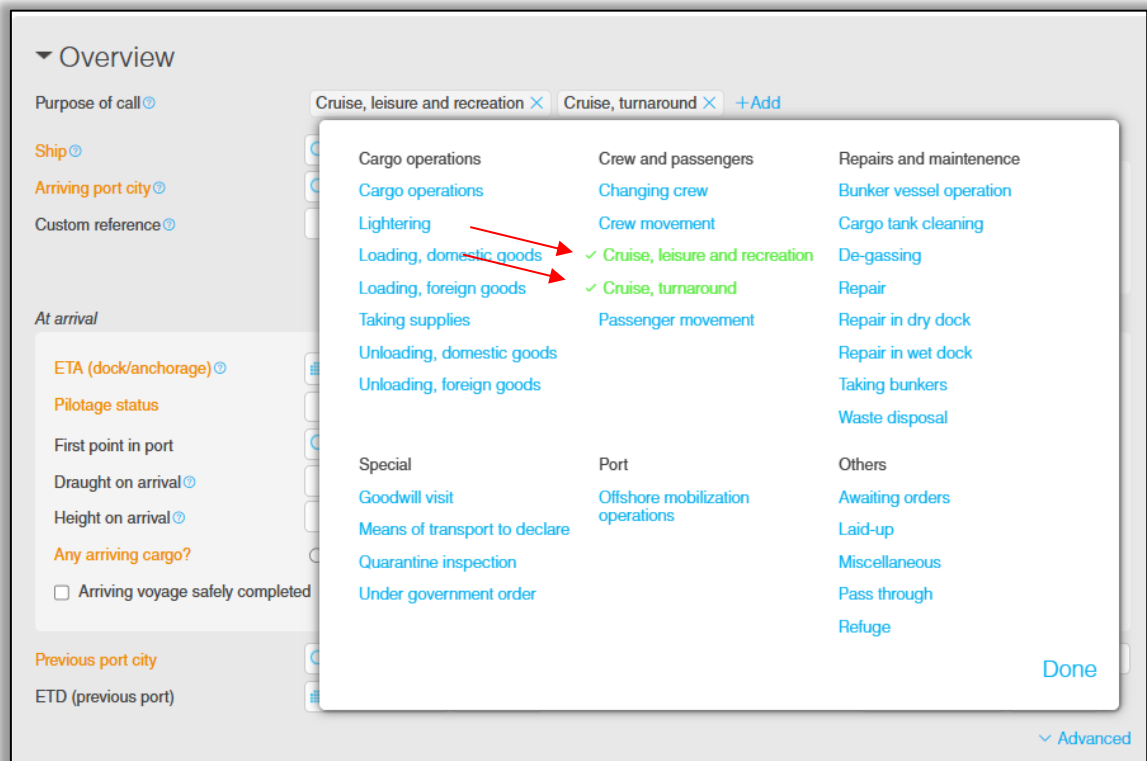 Overview
Purpose of call
Cruise, leisure and recreation
Cruise, turnaround
+Add
Ship
Arriving port city
Custom reference
At arrival
ETA (dock/anchorage)
Pilotage status
First point in port
Draught on arrival
Height on arrival
Any arriving cargo?
Arriving voyage safely completed
Previous port city
ETD (previous port)
Cargo operations
Cargo operations
Lightering
Loading, domestic goods
Loading, foreign goods
Taking supplies
Unloading, domestic goods
Unloading, foreign goods
Crew and passengers
Changing crew
Crew movement
Cruise, leisure and recreation
Cruise, turnaround
Passenger movement
Repairs and maintenence
Bunker vessel operation
Cargo tank cleaning
De-gassing
Repair
Repair in dry dock
Repair in wet dock
Taking bunkers
Waste disposal
Special
Goodwill visit
Means of transport to declare
Quarantine inspection
Under government order
Port
Offshore mobilization
operations
Others
Awaiting orders
Laid-up
Miscellaneous
Pass through
Refuge
Done
Advanced